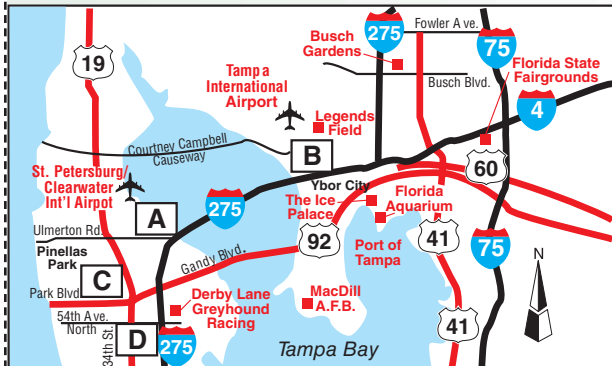 275
Fowler Ave.
75
19
Busch
Gardens
Florida State
Fairgrounds
Tampa
International
Airport
Busch Blvd.
4
Legends
Field
Courtney Campbell
Causeway
B
60
St. Petersburg/
Clearwater
Int'l Airpot
Ybor City
The Ice
Palace
Florida
Aquarium
A
275
Ulmerton Rd.
92
Port of
Tampa
41
75
N
Pinellas
Park
Gandy Blvd.
C
Park Blvd.
Derby Lane
Greyhound
Racing
MacDill
A.F.B.
54th Ave.
North
41
34th St.
D
275
Tampa Bay